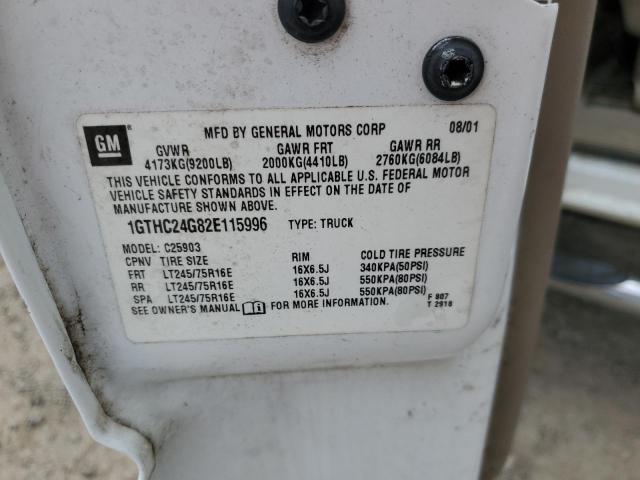 GM
MFD BY GENERAL MOTORS CORP 08/01
GVWR GAWR FRT GAWR RR
4173KG(9200LB) 2000KG(4410LB) 2760KG(6084LB)
THIS VEHICLE CONFORMS TO ALL APPLICABLE U.S. FEDERAL MOTOR
VEHICLE SAFETY STANDARDS IN EFFECT ON THE DATE OF
MANUFACTURE SHOWN ABOVE.
1GTHC24G82E115996 TYPE: TRUCK
MODEL: C25903
CPNV TIRE SIZE RIM COLD TIRE PRESSURE
FRT LT245/75R16E 16X6.5J 340KPA(50PSI)
RR LT245/75R16E 16X6.5J 550KPA(80PSI)
SPA LT245/75R16E 16X6.5J 550KPA(80PSI)
SEE OWNER'S MANUAL FOR MORE INFORMATION.
F 807
T 2918